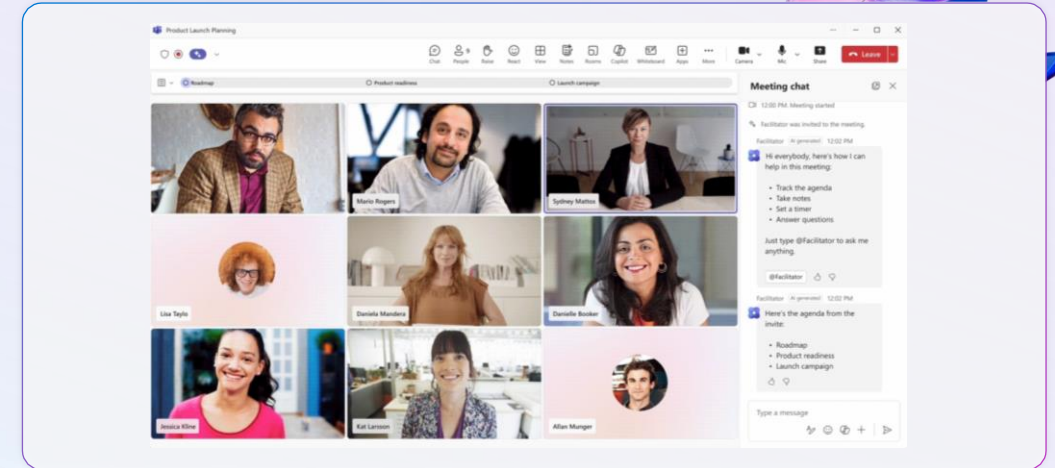 Product Launch Planning
Chat People 9 Raise React View Notes Rooms Copilot Whiteboard Apps More Camera Mic Share Leave
Roadmap Product readiness Launch campaign
Mario Rogers
Sydney Mattos
Lisa Taylo
Daniela Mandera
Danielle Booker
Jessica Kline
Kat Larsson
Allan Munger
Meeting chat
12:00 PM Meeting started
Facilitator was invited to the meeting.
Facilitator AI generated 12:02 PM
Hi everybody, here's how I can
help in this meeting:
• Track the agenda
• Take notes
• Set a timer
• Answer questions
Just type @Facilitator to ask me
anything.
@Facilitator
Facilitator AI generated 12:02 PM
Here's the agenda from the
invite:
• Roadmap
• Product readiness
• Launch campaign
Type a message